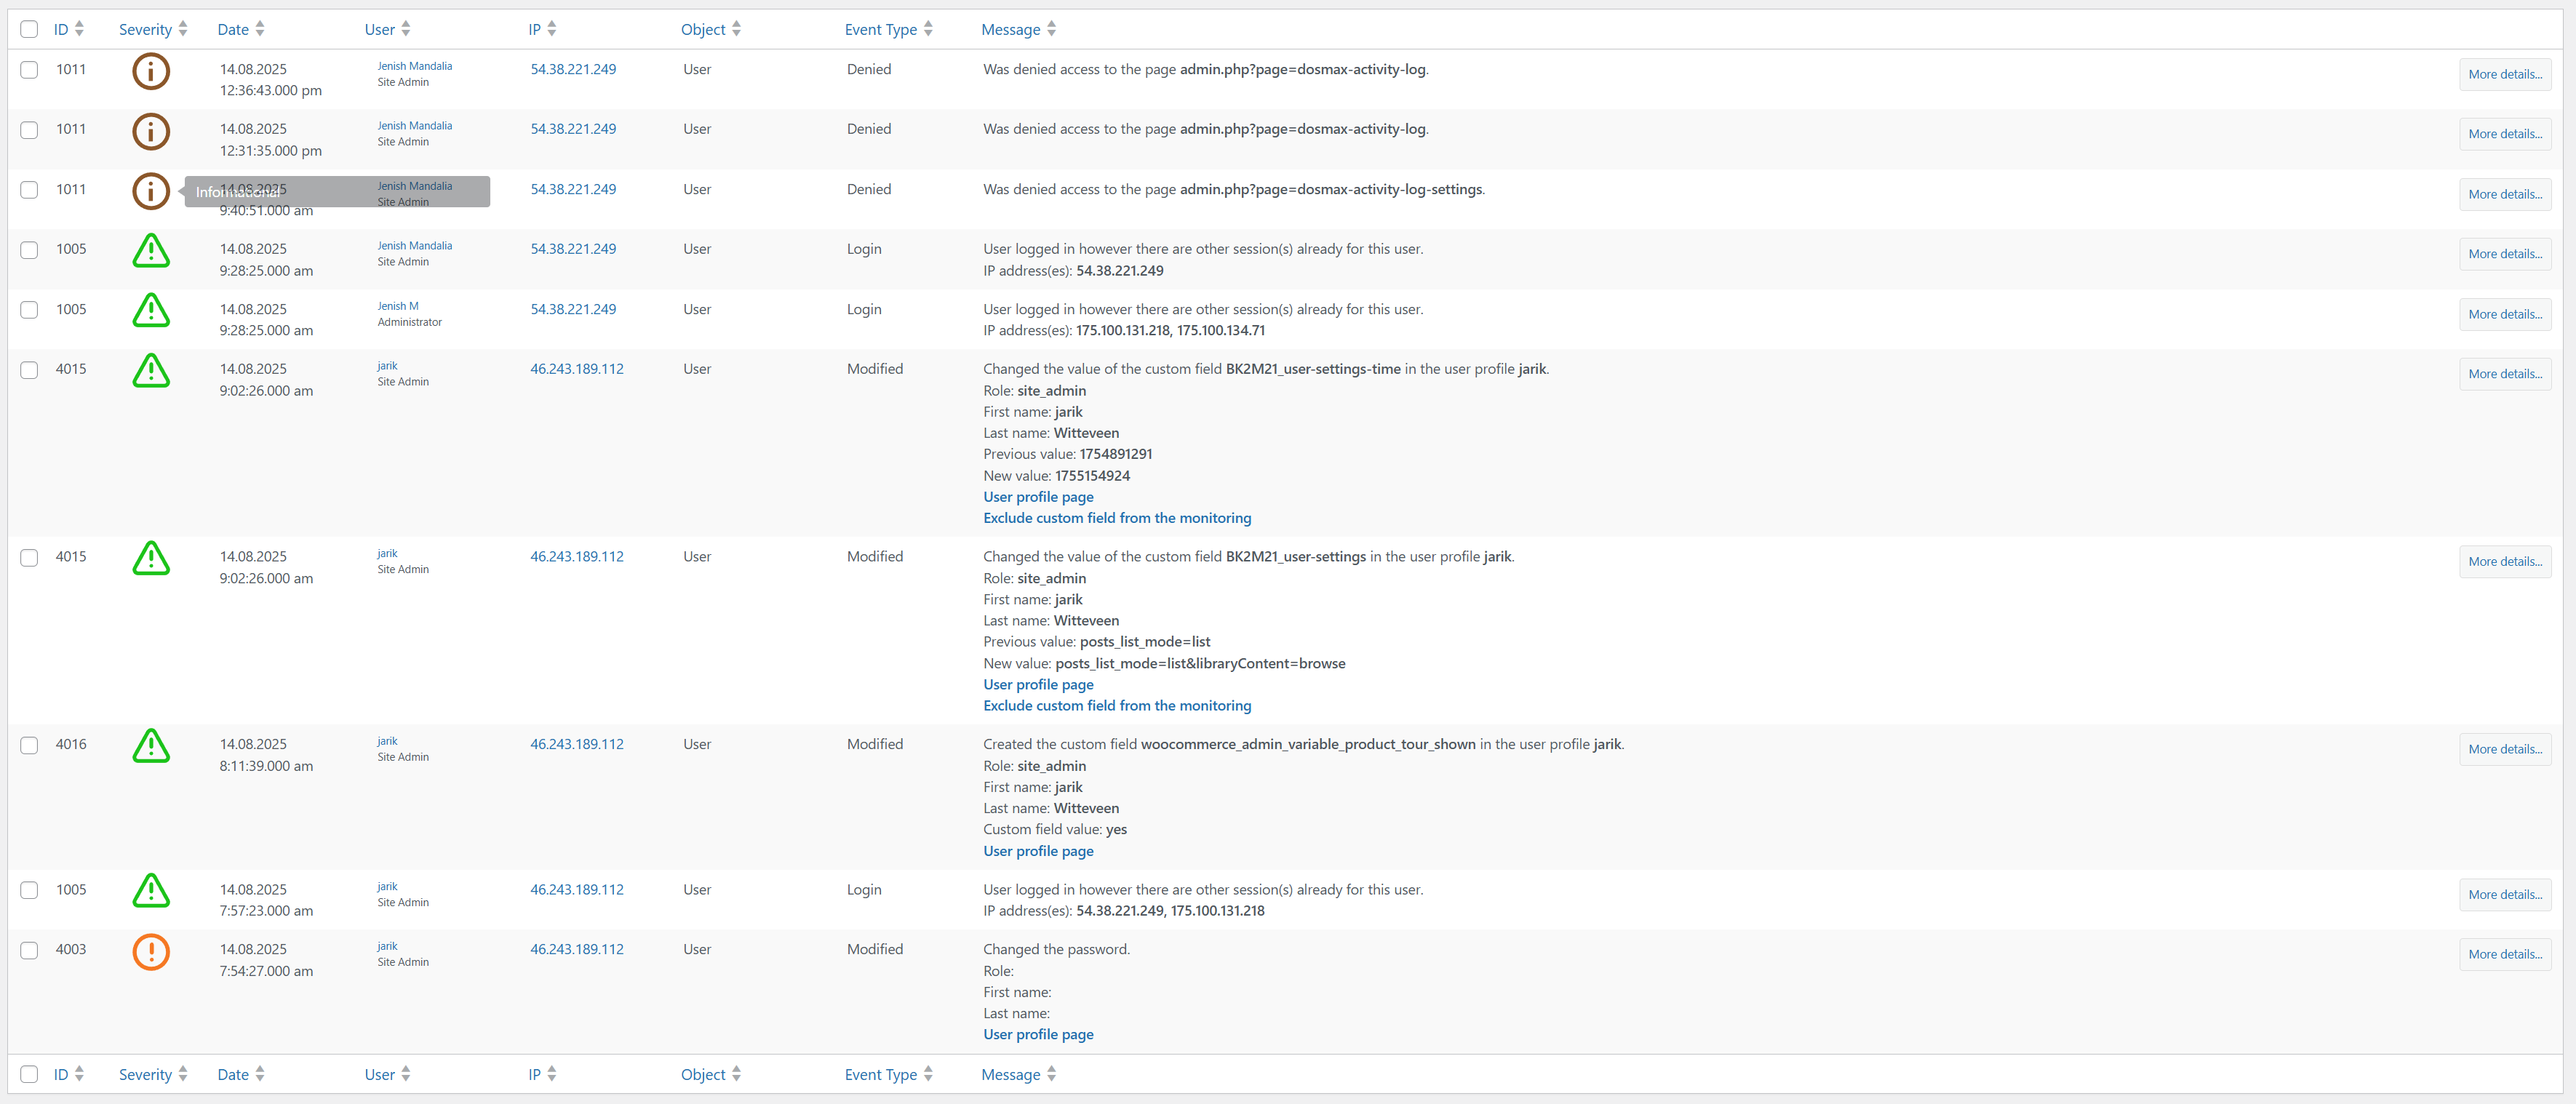 ID Severity Date User IP Object Event Type Message
1011 14.08.2025 Jenish Mandalia 54.38.221.249 User Denied Was denied access to the page admin.php?page=dosmax-activity-log. More details...
12:36:43.000 pm Site Admin
1011 14.08.2025 Jenish Mandalia 54.38.221.249 User Denied Was denied access to the page admin.php?page=dosmax-activity-log. More details...
12:31:35.000 pm Site Admin
1011 Informational 14.08.2025 Jenish Mandalia 54.38.221.249 User Denied Was denied access to the page admin.php?page=dosmax-activity-log-settings. More details...
9:40:51.000 am Site Admin
1005 14.08.2025 Jenish Mandalia 54.38.221.249 User Login User logged in however there are other session(s) already for this user. More details...
9:28:25.000 am Site Admin IP address(es): 54.38.221.249
1005 14.08.2025 Jenish M 54.38.221.249 User Login User logged in however there are other session(s) already for this user. More details...
9:28:25.000 am Administrator IP address(es): 175.100.131.218, 175.100.134.71
4015 14.08.2025 jarik 46.243.189.112 User Modified Changed the value of the custom field BK2M21_user-settings-time in the user profile jarik. More details...
9:02:26.000 am Site Admin Role: site_admin
First name: jarik
Last name: Witteveen
Previous value: 1754891291
New value: 1755154924
User profile page
Exclude custom field from the monitoring
4015 14.08.2025 jarik 46.243.189.112 User Modified Changed the value of the custom field BK2M21_user-settings in the user profile jarik. More details...
9:02:26.000 am Site Admin Role: site_admin
First name: jarik
Last name: Witteveen
Previous value: posts_list_mode=list
New value: posts_list_mode=list&libraryContent=browse
User profile page
Exclude custom field from the monitoring
4016 14.08.2025 jarik 46.243.189.112 User Modified Created the custom field woocommerce_admin_variable_product_tour_shown in the user profile jarik. More details...
8:11:39.000 am Site Admin Role: site_admin
First name: jarik
Last name: Witteveen
Custom field value: yes
User profile page
1005 14.08.2025 jarik 46.243.189.112 User Login User logged in however there are other session(s) already for this user. More details...
7:57:23.000 am Site Admin IP address(es): 54.38.221.249, 175.100.131.218
4003 14.08.2025 jarik 46.243.189.112 User Modified Changed the password. More details...
7:54:27.000 am Site Admin Role:
First name:
Last name:
User profile page
ID Severity Date User IP Object Event Type Message